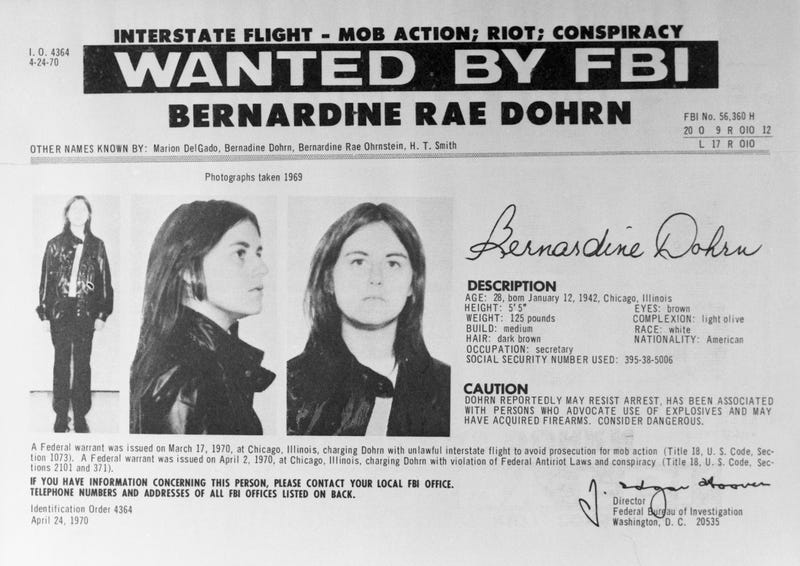 INTERSTATE FLIGHT - MOB ACTION; RIOT; CONSPIRACY
I. O. 4364
4-24-70
WANTED BY FBI
BERNARDINE RAE DOHRN
FBI No. 56,360 H
20 O 9 R OIO 12
L 17 R OIO
OTHER NAMES KNOWN BY: Marion DelGado, Bernadine Dohrn, Bernardine Rae Ohrnstein, H. T. Smith
Photographs taken 1969
Bernardine Dohrn
DESCRIPTION
AGE: 28, born January 12, 1942, Chicago, Illinois
HEIGHT: 5'5" EYES: brown
WEIGHT: 125 pounds COMPLEXION: light olive
BUILD: medium RACE: white
HAIR: dark brown NATIONALITY: American
OCCUPATION: secretary
SOCIAL SECURITY NUMBER USED: 395-38-5006
CAUTION
DOHRN REPORTEDLY MAY RESIST ARREST, HAS BEEN ASSOCIATED
WITH PERSONS WHO ADVOCATE USE OF EXPLOSIVES AND MAY
HAVE ACQUIRED FIREARMS. CONSIDER DANGEROUS.
A Federal warrant was issued on March 17, 1970, at Chicago, Illinois, charging Dohrn with unlawful interstate flight to avoid prosecution for mob action (Title 18, U. S. Code, Sec-
tion 1073). A Federal warrant was issued on April 2, 1970, at Chicago, Illinois, charging Dohrn with violation of Federal Antiriot Laws and conspiracy (Title 18, U. S. Code, Sec-
tions 2101 and 371).
IF YOU HAVE INFORMATION CONCERNING THIS PERSON, PLEASE CONTACT YOUR LOCAL FBI OFFICE.
TELEPHONE NUMBERS AND ADDRESSES OF ALL FBI OFFICES LISTED ON BACK.
J. Edgar Hoover
Director
Federal Bureau of Investigation
Washington, D. C. 20535
Identification Order 4364
April 24, 1970